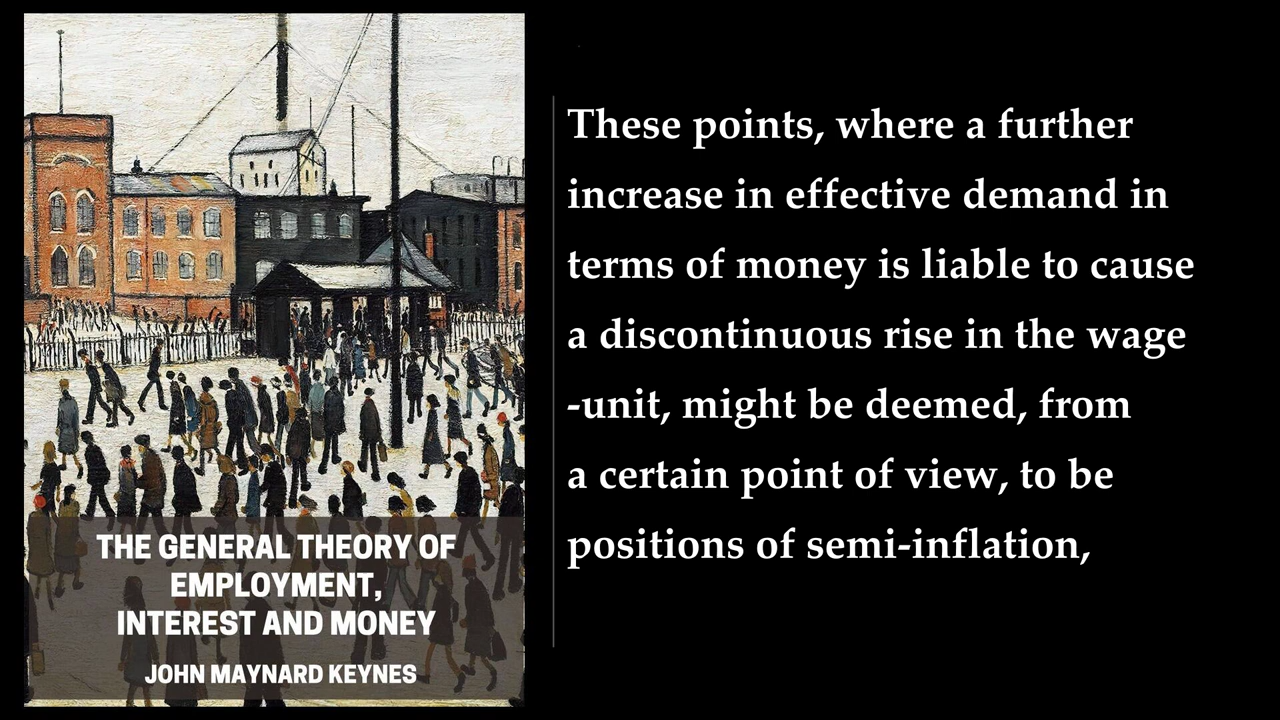 THE GENERAL THEORY OF
EMPLOYMENT,
INTEREST AND MONEY
JOHN MAYNARD KEYNES
These points, where a further
increase in effective demand in
terms of money is liable to cause
a discontinuous rise in the wage
-unit, might be deemed, from
a certain point of view, to be
positions of semi-inflation,